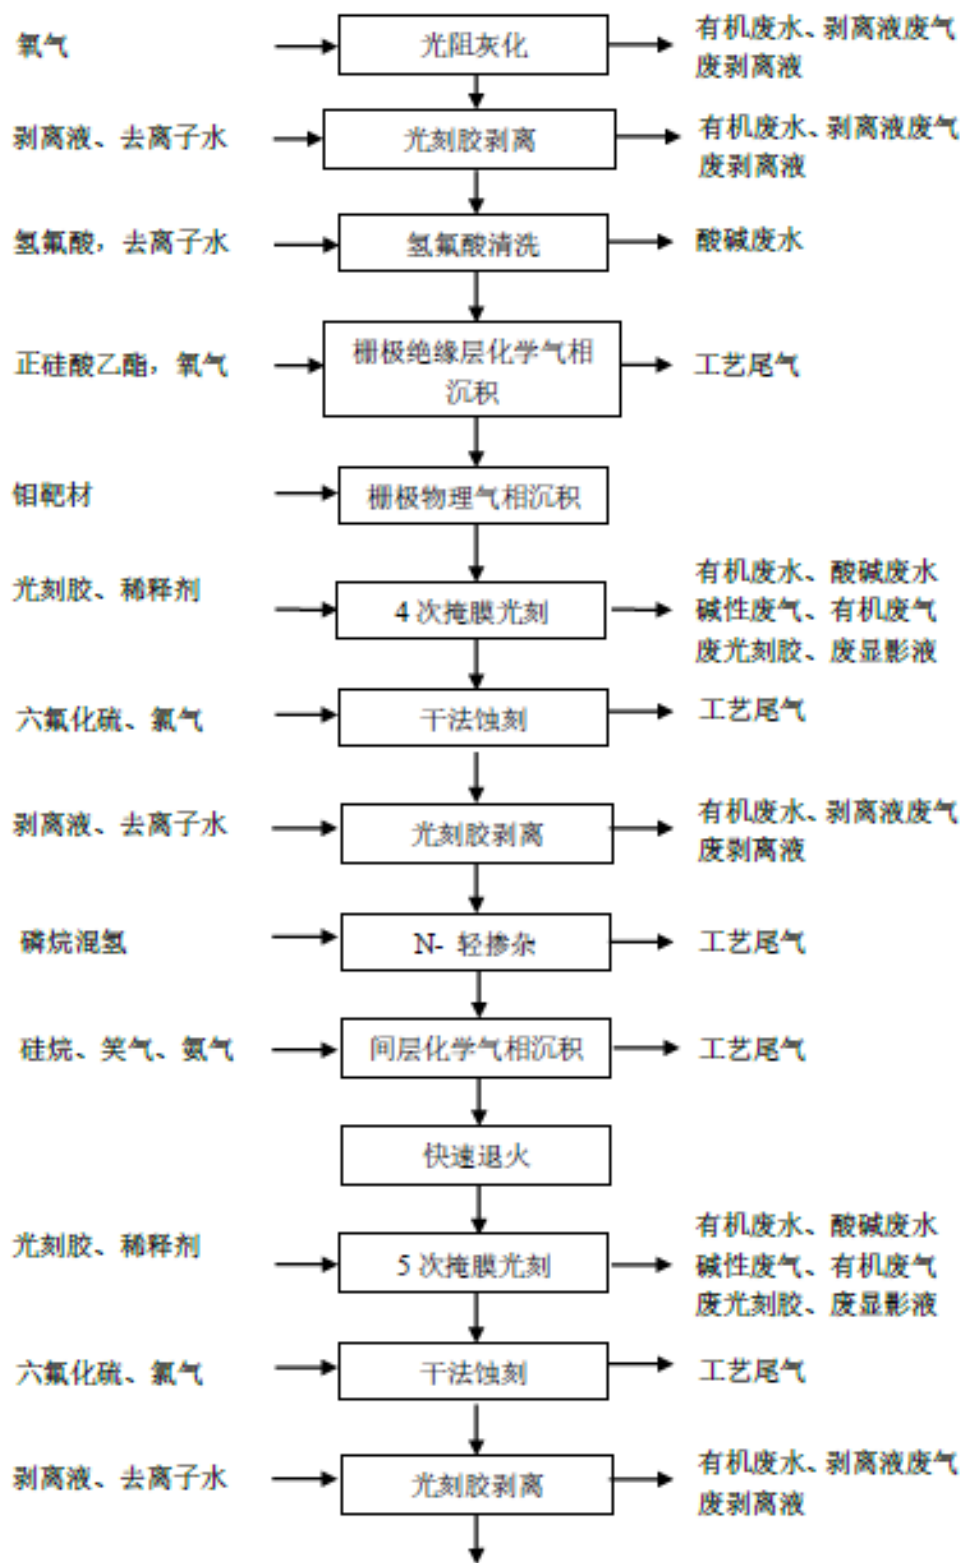 氧气
光阻灰化
有机废水、剥离液废气
废剥离液
剥离液、去离子水
光刻胶剥离
有机废水、剥离液废气
废剥离液
氢氟酸，去离子水
氢氟酸清洗
酸碱废水
正硅酸乙酯，氧气
栅极绝缘层化学气相
沉积
工艺尾气
钼靶材
栅极物理气相沉积
光刻胶、稀释剂
4 次掩膜光刻
有机废水、酸碱废水
碱性废气、有机废气
废光刻胶、废显影液
六氟化硫、氯气
干法蚀刻
工艺尾气
剥离液、去离子水
光刻胶剥离
有机废水、剥离液废气
废剥离液
磷烷混氢
N- 轻掺杂
工艺尾气
硅烷、笑气、氨气
间层化学气相沉积
工艺尾气
快速退火
光刻胶、稀释剂
5 次掩膜光刻
有机废水、酸碱废水
碱性废气、有机废气
废光刻胶、废显影液
六氟化硫、氯气
干法蚀刻
工艺尾气
剥离液、去离子水
光刻胶剥离
有机废水、剥离液废气
废剥离液